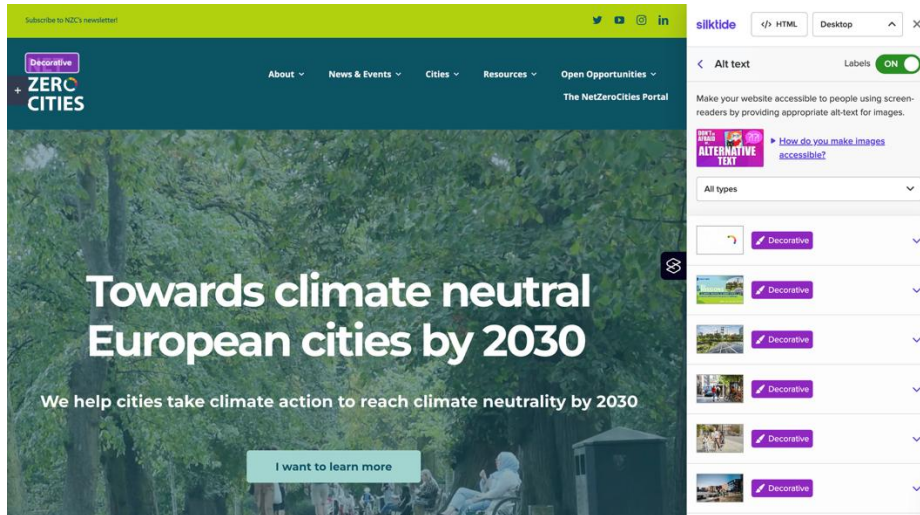 Subscribe to NZC's newsletter!
Decorative
NET
ZERO
CITIES
About
News & Events
Cities
Resources
Open Opportunities
The NetZeroCities Portal
Towards climate neutral
European cities by 2030
We help cities take climate action to reach climate neutrality by 2030
I want to learn more
silktide
</> HTML
Desktop
Alt text
Labels
ON
Make your website accessible to people using screen-
readers by providing appropriate alt-text for images.
DON'T be
AFRAID
ALTERNATIVE
TEXT
How do you make images
accessible?
All types
Decorative
Decorative
Decorative
Decorative
Decorative
Decorative